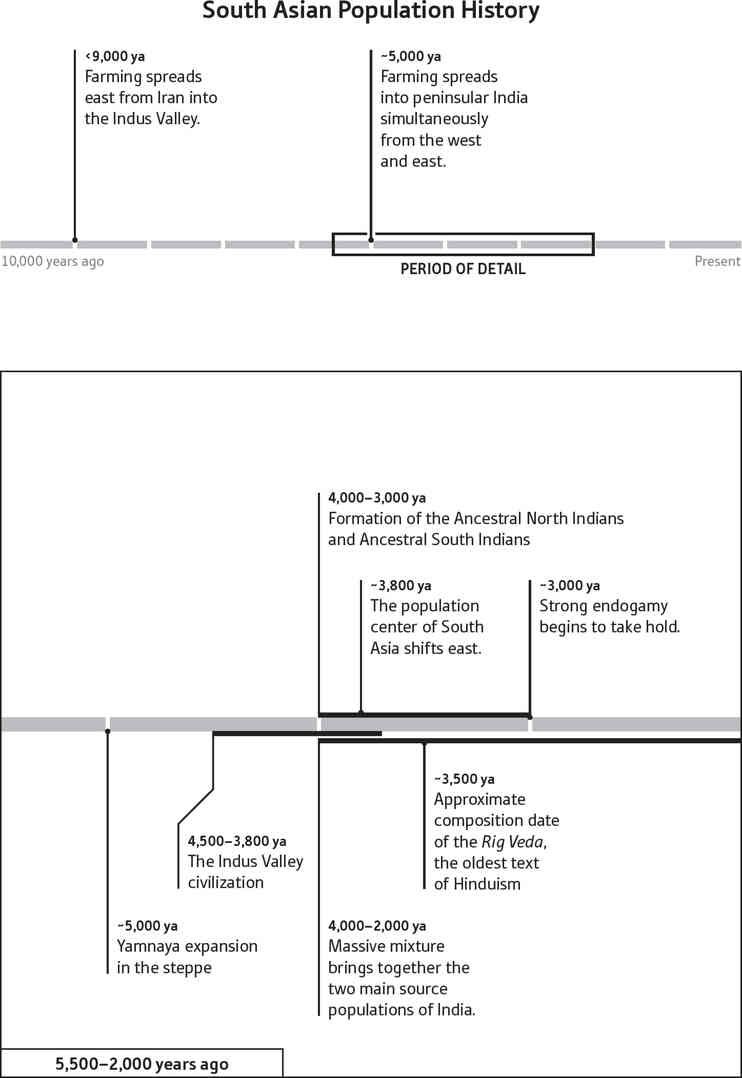 South Asian Population History
<9,000 ya
Farming spreads
east from Iran into
the Indus Valley.
~5,000 ya
Farming spreads
into peninsular India
simultaneously
from the west
and east.
10,000 years ago
PERIOD OF DETAIL
Present
4,000–3,000 ya
Formation of the Ancestral North Indians
and Ancestral South Indians
~3,800 ya
The population
center of South
Asia shifts east.
~3,000 ya
Strong endogamy
begins to take hold.
~3,500 ya
Approximate
composition date
of the Rig Veda,
the oldest text
of Hinduism
4,500–3,800 ya
The Indus Valley
civilization
~5,000 ya
Yamnaya expansion
in the steppe
4,000–2,000 ya
Massive mixture
brings together the
two main source
populations of India.
5,500–2,000 years ago